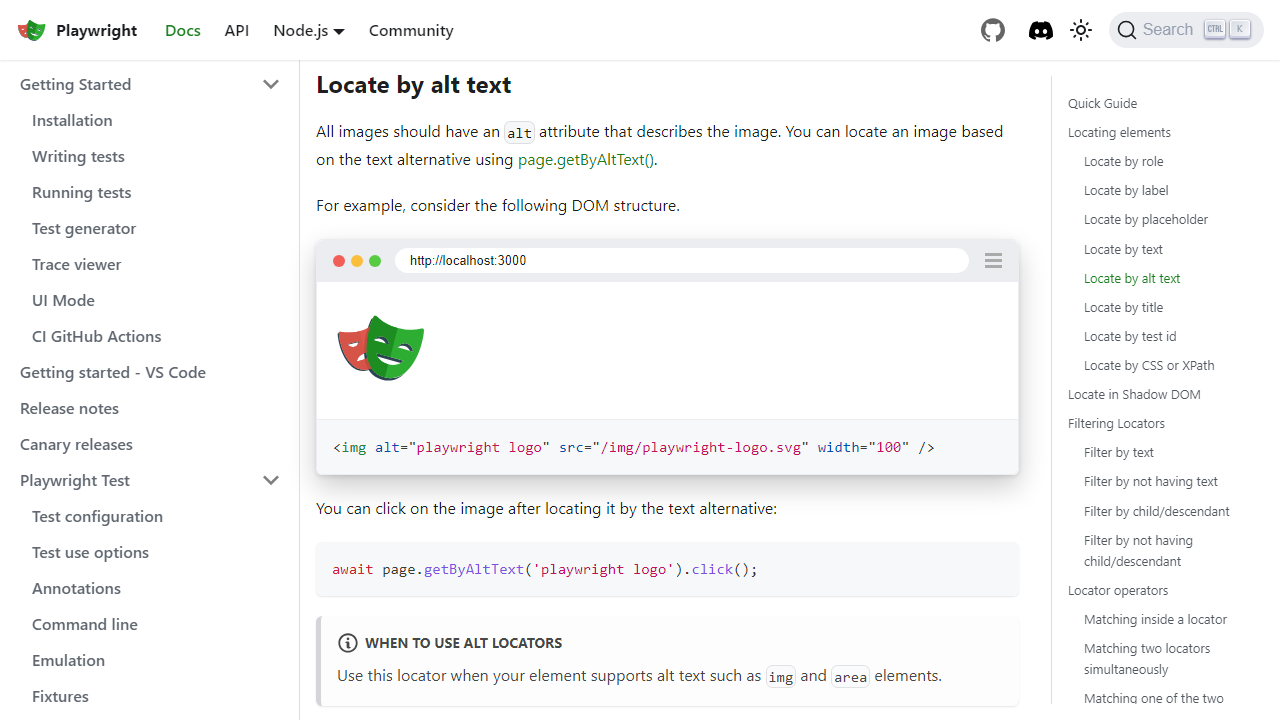 Playwright
Docs
API
Node.js
Community
Search
CTRL
K
Getting Started
Installation
Writing tests
Running tests
Test generator
Trace viewer
UI Mode
CI GitHub Actions
Getting started - VS Code
Release notes
Canary releases
Playwright Test
Test configuration
Test use options
Annotations
Command line
Emulation
Fixtures
Locate by alt text
All images should have an alt attribute that describes the image. You can locate an image based
on the text alternative using page.getByAltText().
For example, consider the following DOM structure.
http://localhost:3000
<img alt="playwright logo" src="/img/playwright-logo.svg" width="100" />
You can click on the image after locating it by the text alternative:
await page.getByAltText('playwright logo').click();
WHEN TO USE ALT LOCATORS
Use this locator when your element supports alt text such as img and area elements.
Quick Guide
Locating elements
Locate by role
Locate by label
Locate by placeholder
Locate by text
Locate by alt text
Locate by title
Locate by test id
Locate by CSS or XPath
Locate in Shadow DOM
Filtering Locators
Filter by text
Filter by not having text
Filter by child/descendant
Filter by not having
child/descendant
Locator operators
Matching inside a locator
Matching two locators
simultaneously
Matching one of the two